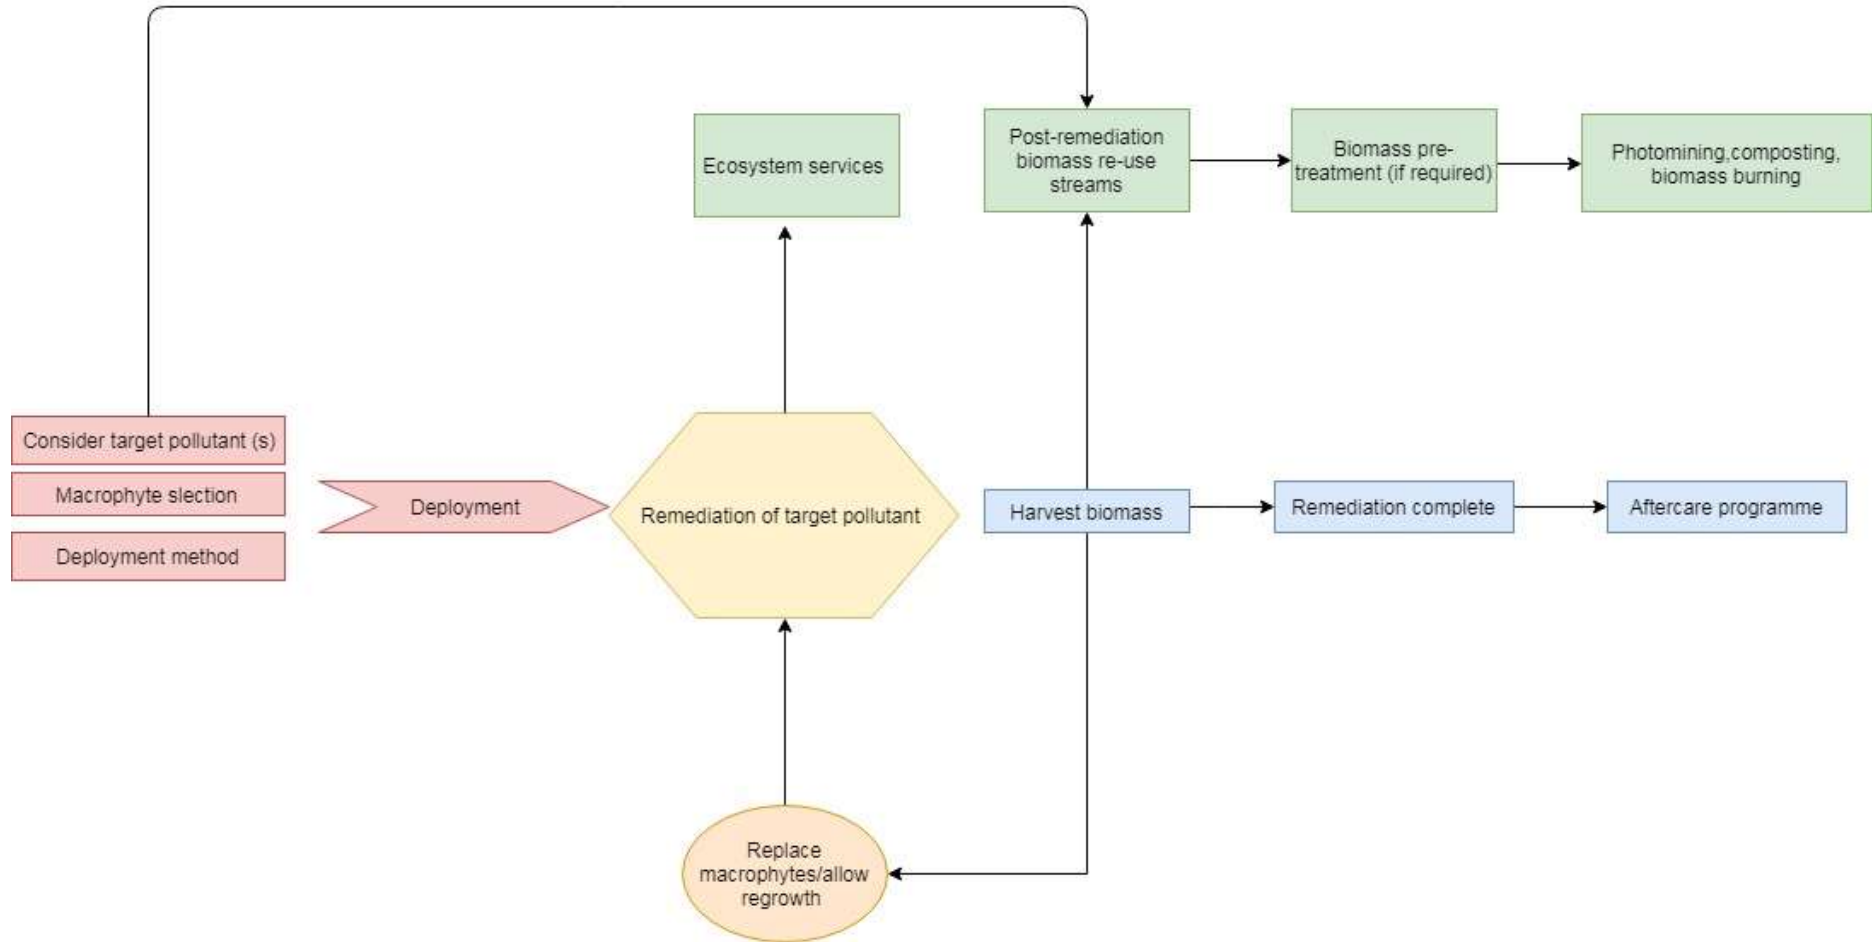 Ecosystem services
Post-remediation
biomass re-use
streams
Biomass pre-
treatment (if required)
Photomining,composting,
biomass burning
Consider target pollutant (s)
Macrophyte slection
Deployment method
Deployment
Remediation of target pollutant
Harvest biomass
Remediation complete
Aftercare programme
Replace
macrophytes/allow
regrowth